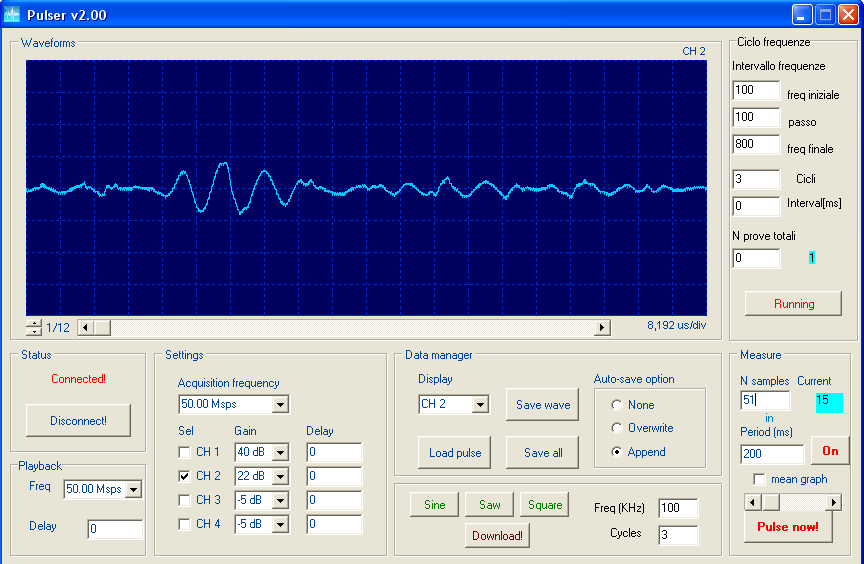 Pulser v2.00
Waveforms
CH 2
1/12
8,192 us/div
Ciclo frequenze
Intervallo frequenze
100 freq iniziale
100 passo
800 freq finale
3 Cicli
0 Interval[ms]
N prove totali
0 1
Running
Status
Connected!
Disconnect!
Playback
Freq 50.00 Msps
Delay 0
Settings
Acquisition frequency
50.00 Msps
Sel Gain Delay
CH 1 40 dB 0
CH 2 22 dB 0
CH 3 -5 dB 0
CH 4 -5 dB 0
Data manager
Display
CH 2
Save wave
Load pulse
Save all
Auto-save option
None
Overwrite
Append
Sine Saw Square
Download!
Freq (KHz) 100
Cycles 3
Measure
N samples Current
51 15
in
Period (ms)
200 On
mean graph
Pulse now!